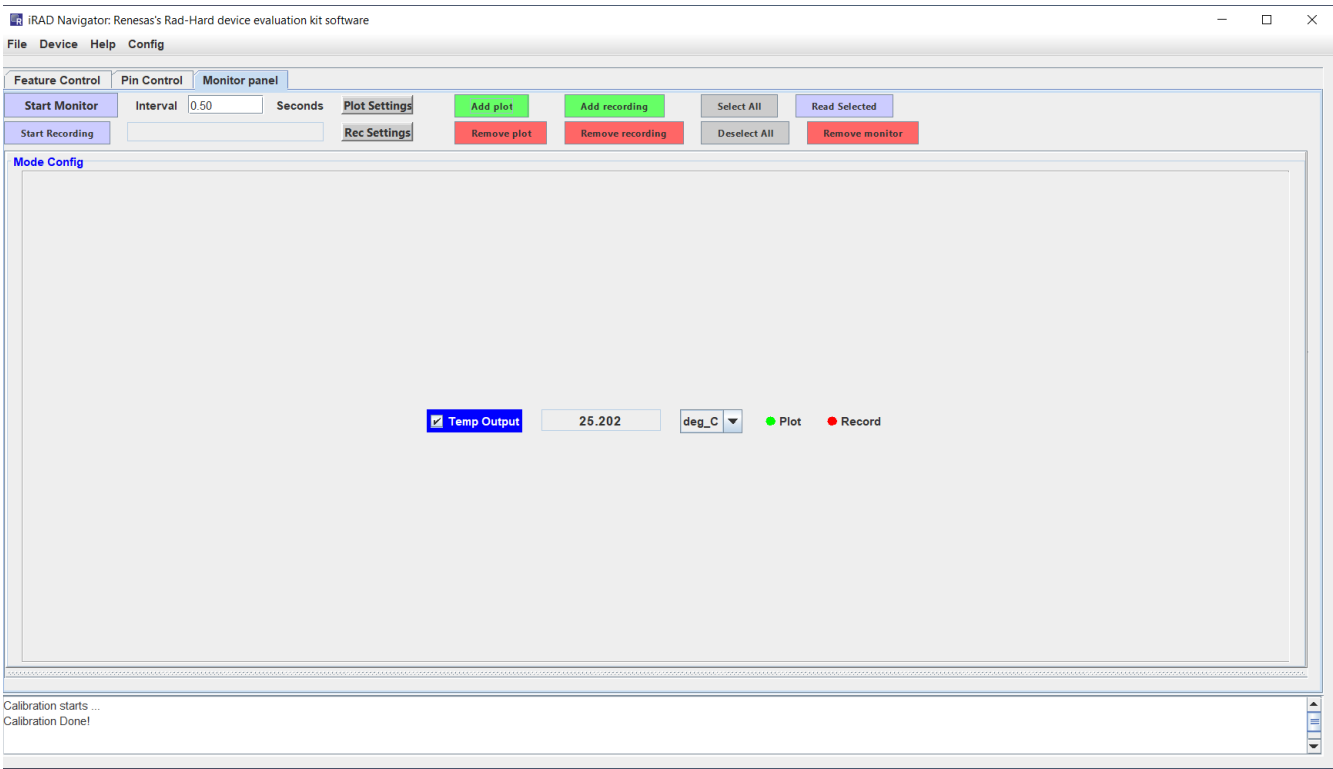 iRAD Navigator: Renesas's Rad-Hard device evaluation kit software
File Device Help Config
Feature Control Pin Control Monitor panel
Start Monitor Interval 0.50 Seconds Plot Settings Add plot Add recording Select All Read Selected
Start Recording Rec Settings Remove plot Remove recording Deselect All Remove monitor
Mode Config
Temp Output 25.202 deg_C Plot Record
Calibration starts ...
Calibration Done!